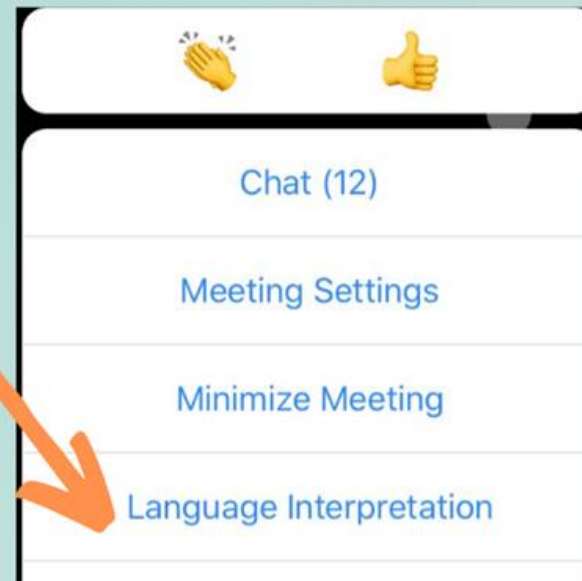 Chat (12)
Meeting Settings
Minimize Meeting
Language Interpretation